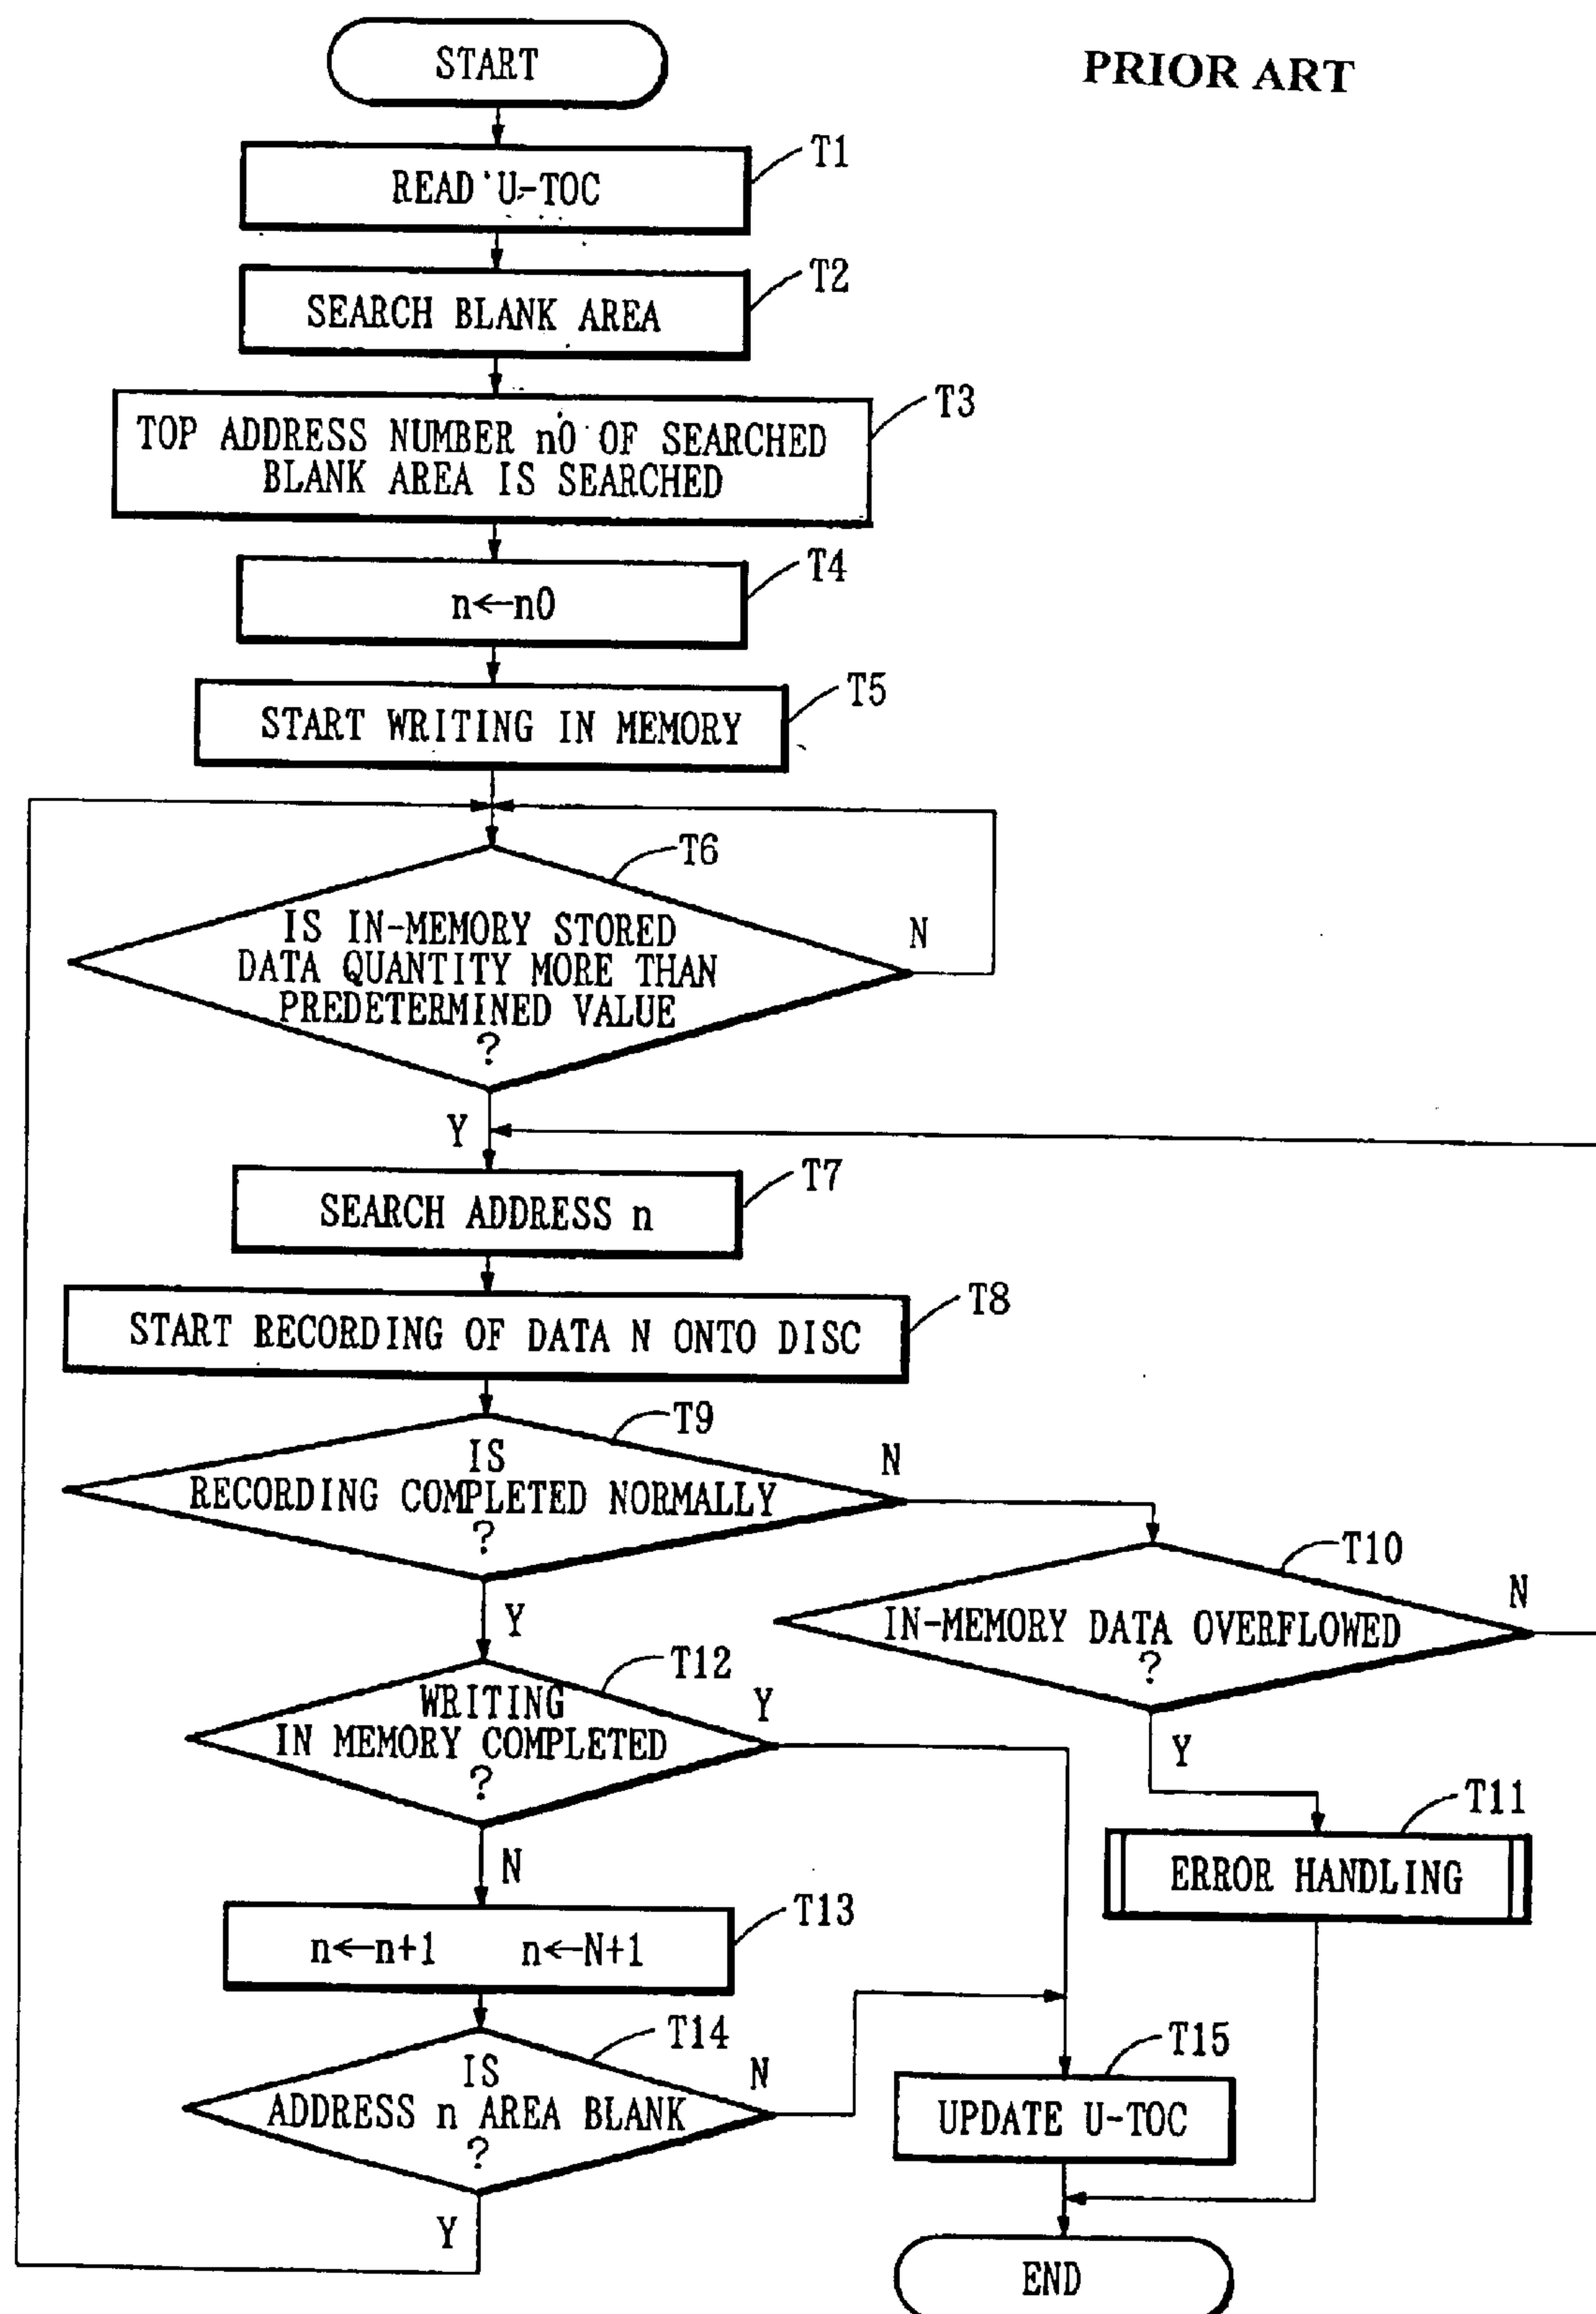 START
PRIOR ART
T1
READ U-TOC
T2
SEARCH BLANK AREA
T3
TOP ADDRESS NUMBER n0 OF SEARCHED
BLANK AREA IS SEARCHED
T4
n←n0
T5
START WRITING IN MEMORY
T6
IS IN-MEMORY STORED
DATA QUANTITY MORE THAN
PREDETERMINED VALUE
?
N
Y
T7
SEARCH ADDRESS n
T8
START RECORDING OF DATA N ONTO DISC
T9
IS
RECORDING COMPLETED NORMALLY
?
N
Y
T10
IN-MEMORY DATA OVERFLOWED
?
N
Y
T11
ERROR HANDLING
T12
WRITING
IN MEMORY COMPLETED
?
Y
N
T13
n←n+1 n←N+1
T14
IS
ADDRESS n AREA BLANK
?
N
Y
T15
UPDATE U-TOC
END